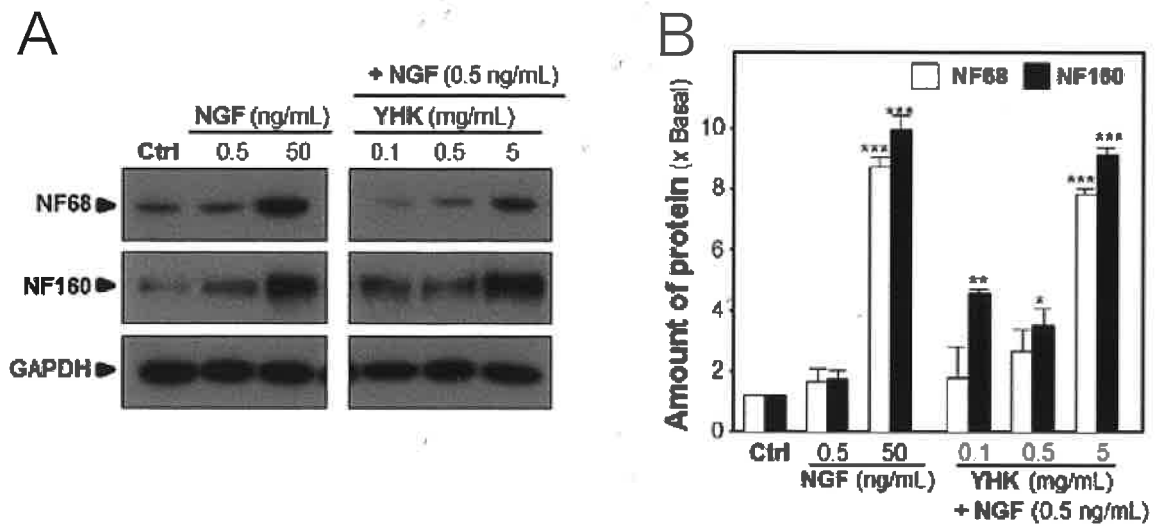 A
+ NGF (0.5 ng/mL)
NGF (ng/mL)
YHK (mg/mL)
Ctrl 0.5 50 0.1 0.5 5
NF68
NF160
GAPDH
B
NF68 NF160
Amount of protein (x Basal)
10
8
6
4
2
0
***
***
**
*
***
***
Ctrl 0.5 50 0.1 0.5 5
NGF (ng/mL)
YHK (mg/mL)
+ NGF (0.5 ng/mL)